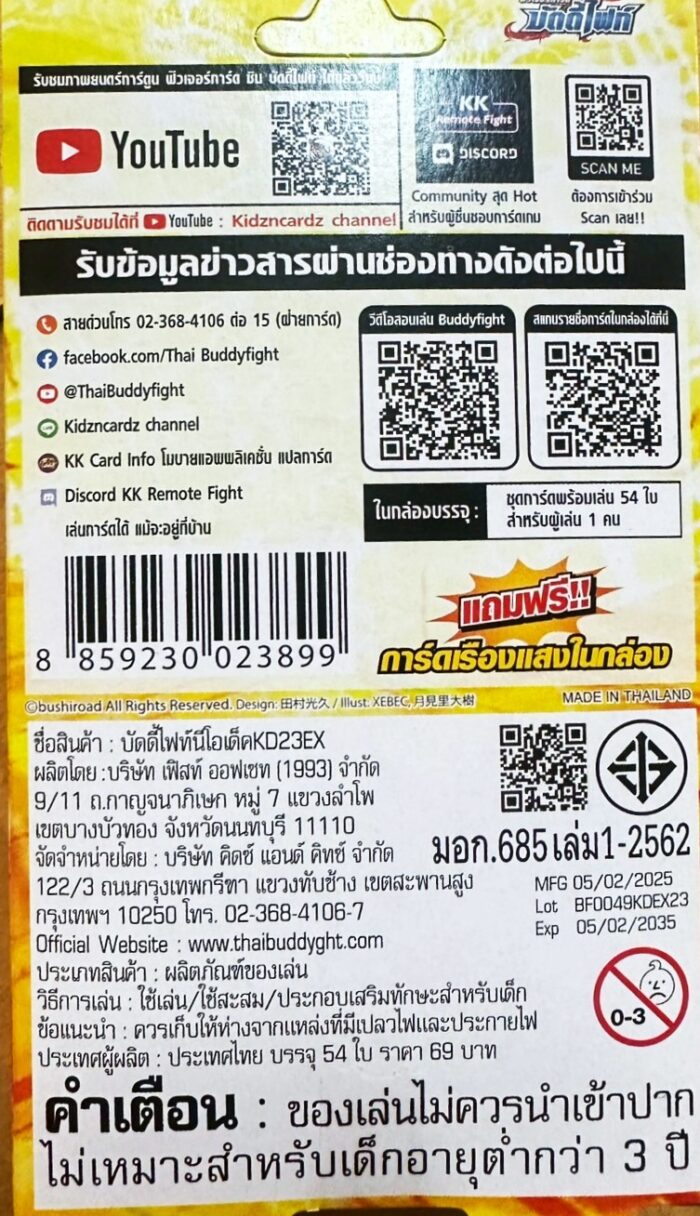 บัดดี้ไฟท์
รับชมภาพยนตร์การ์ตูน ฟิวเจอร์การ์ด ชิน บัดดี้ไฟท์
YouTube
ติดตามรับชมได้ที่ YouTube : Kidzncardz channel
KK
Remote Fight
DISCORD
Community สุด Hot
สำหรับผู้ชื่นชอบการ์ดเกม
SCAN ME
ต้องการเข้าร่วม
Scan เลย!!
รับข้อมูลข่าวสารผ่านช่องทางดังต่อไปนี้
สายด่วนโทร 02-368-4106 ต่อ 15 (ฝ่ายการ์ด)
facebook.com/Thai Buddyfight
@ThaiBuddyfight
Kidzncardz channel
KK Card Info โมบายแอพพลิเคชั่น แปลการ์ด
Discord KK Remote Fight
เล่นการ์ดได้ แม้จะอยู่ที่บ้าน
วีดีโอสอนเล่น Buddyfight
สแกนรายชื่อการ์ดในกล่องได้ที่นี่
ในกล่องบรรจุ :
ชุดการ์ดพร้อมเล่น 54 ใบ
สำหรับผู้เล่น 1 คน
8 859230 023899
แถมฟรี!!
การ์ดเรืองแสงในกล่อง
©bushiroad All Rights Reserved. Design: 田村光久 / Illust. XEBEC, 月見里大樹
MADE IN THAILAND
ชื่อสินค้า : บัดดี้ไฟท์นีโอเด็คKD23EX
ผลิตโดย :บริษัท เฟิสท์ ออฟเซท (1993) จำกัด
9/11 ถ.กาญจนาภิเษก หมู่ 7 แขวงลำโพ
เขตบางบัวทอง จังหวัดนนทบุรี 11110
จัดจำหน่ายโดย : บริษัท คิดซ์ แอนด์ คิทซ์ จำกัด
122/3 ถนนกรุงเทพกรีฑา แขวงทับช้าง เขตสะพานสูง
กรุงเทพฯ 10250 โทร. 02-368-4106-7
Official Website : www.thaibuddyght.com
ประเภทสินค้า : ผลิตภัณฑ์ของเล่น
วิธีการเล่น : ใช้เล่น/ใช้สะสม/ประกอบเสริมทักษะสำหรับเด็ก
ข้อแนะนำ : ควรเก็บให้ห่างจากแหล่งที่มีเปลวไฟและประกายไฟ
ประเทศผู้ผลิต : ประเทศไทย บรรจุ 54 ใบ ราคา 69 บาท
มอก.685เล่ม1-2562
MFG 05/02/2025
Lot BF0049KDEX23
Exp 05/02/2035
0-3
คำเตือน : ของเล่นไม่ควรนำเข้าปาก
ไม่เหมาะสำหรับเด็กอายุต่ำกว่า 3 ปี